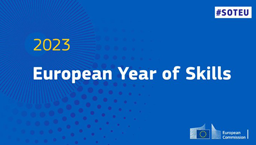 #SOTEU
2023
European Year of Skills
European
Commission